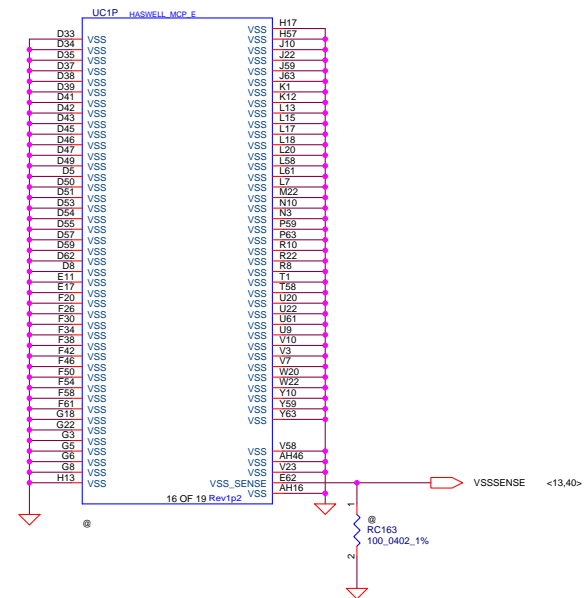 UC1P HASWELL_MCP_E
VSS H17
D33 VSS VSS H57
D34 VSS VSS J10
D35 VSS VSS J22
D37 VSS VSS J59
D38 VSS VSS J63
D39 VSS VSS K1
D41 VSS VSS K12
D42 VSS VSS L13
D43 VSS VSS L15
D45 VSS VSS L17
D46 VSS VSS L18
D47 VSS VSS L20
D49 VSS VSS L58
D5 VSS VSS L61
D50 VSS VSS L7
D51 VSS VSS M22
D53 VSS VSS N10
D54 VSS VSS N3
D55 VSS VSS P59
D57 VSS VSS P63
D59 VSS VSS R10
D62 VSS VSS R22
D8 VSS VSS R8
E11 VSS VSS T1
E17 VSS VSS T58
F20 VSS VSS U20
F26 VSS VSS U22
F30 VSS VSS U61
F34 VSS VSS U9
F38 VSS VSS V10
F42 VSS VSS V3
F46 VSS VSS V7
F50 VSS VSS W20
F54 VSS VSS W22
F58 VSS VSS Y10
F61 VSS VSS Y59
G18 VSS VSS Y63
G22 VSS
G3 VSS
G5 VSS VSS V58
G6 VSS VSS AH46
G8 VSS VSS V23
H13 VSS VSS_SENSE E62 VSSSENSE <13,40>
VSS AH16
16 OF 19 Rev1p2
@
1
@
RC163
100_0402_1%
2